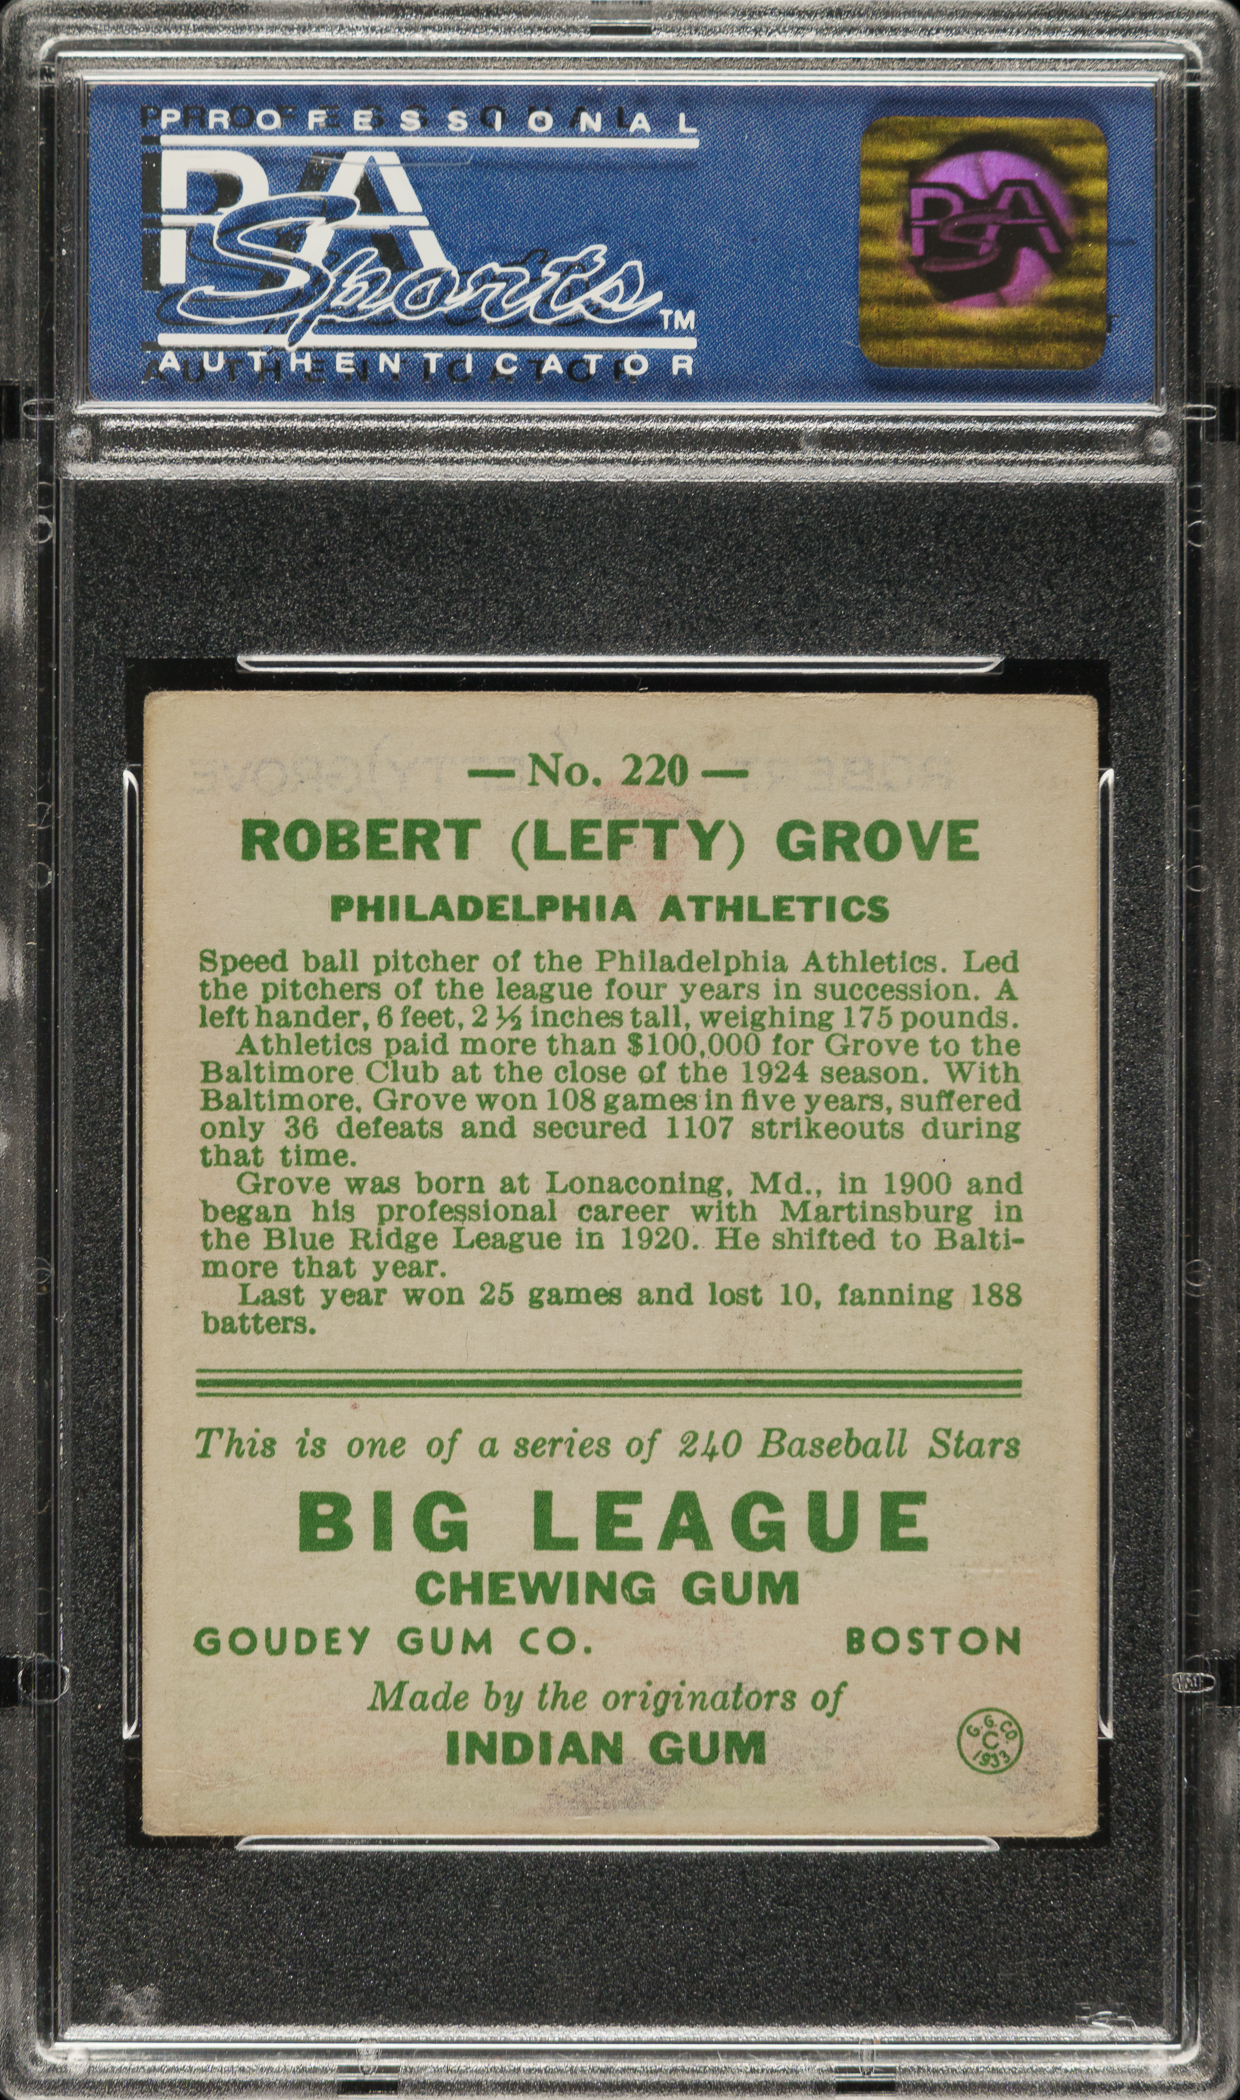 PROFESSIONAL
PSA
Sports™
AUTHENTICATOR
PSA
— No. 220 —
ROBERT (LEFTY) GROVE
PHILADELPHIA ATHLETICS
Speed ball pitcher of the Philadelphia Athletics. Led
the pitchers of the league four years in succession. A
left hander, 6 feet, 2 ½ inches tall, weighing 175 pounds.
Athletics paid more than $100,000 for Grove to the
Baltimore Club at the close of the 1924 season. With
Baltimore, Grove won 108 games in five years, suffered
only 36 defeats and secured 1107 strikeouts during
that time.
Grove was born at Lonaconing, Md., in 1900 and
began his professional career with Martinsburg in
the Blue Ridge League in 1920. He shifted to Balti-
more that year.
Last year won 25 games and lost 10, fanning 188
batters.
This is one of a series of 240 Baseball Stars
BIG LEAGUE
CHEWING GUM
GOUDEY GUM CO. BOSTON
Made by the originators of
INDIAN GUM
G.G.CO.
C
1933